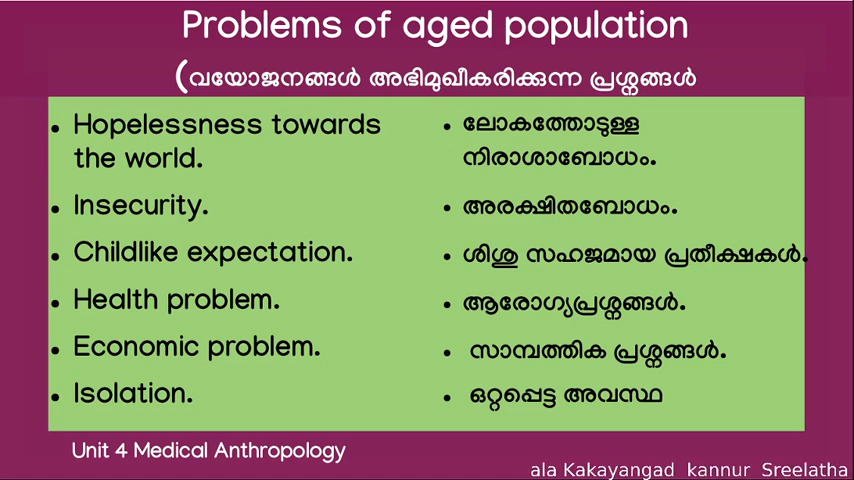 Problems of aged population
(വയോജനങ്ങൾ അഭിമുഖീകരിക്കുന്ന പ്രശ്നങ്ങൾ
• Hopelessness towards
the world.
• Insecurity.
• Childlike expectation.
• Health problem.
• Economic problem.
• Isolation.
• ലോകത്തോടുള്ള
നിരാശാബോധം.
• അരക്ഷിതബോധം.
• ശിശു സഹജമായ പ്രതീക്ഷകൾ.
• ആരോഗ്യപ്രശ്നങ്ങൾ.
• സാമ്പത്തിക പ്രശ്നങ്ങൾ.
• ഒറ്റപ്പെട്ട അവസ്ഥ
Unit 4 Medical Anthropology
ala Kakayangad kannur Sreelatha